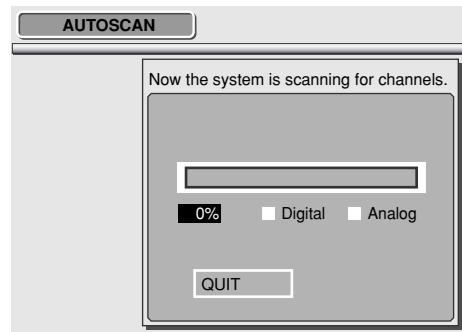 AUTOSCAN
Now the system is scanning for channels.
0% Digital Analog
QUIT